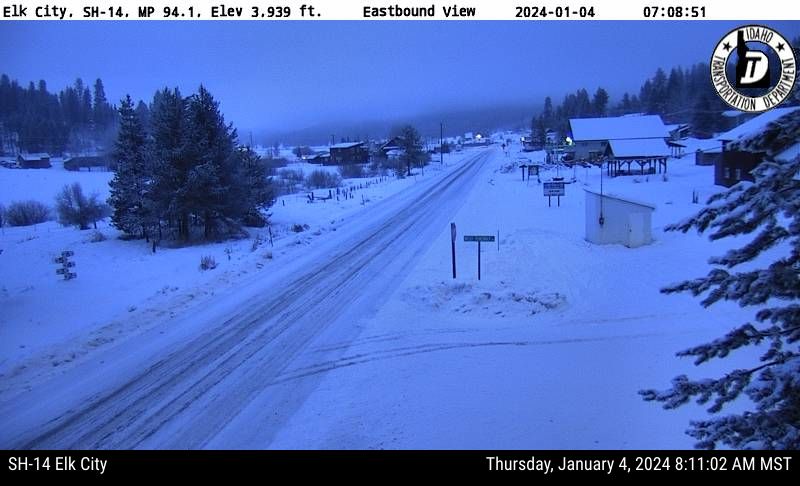 Elk City, SH-14, MP 94.1, Elev 3,939 ft. Eastbound View 2024-01-04 07:08:51
IDAHO
TRANSPORTATION DEPARTMENT
SH-14 Elk City Thursday, January 4, 2024 8:11:02 AM MST